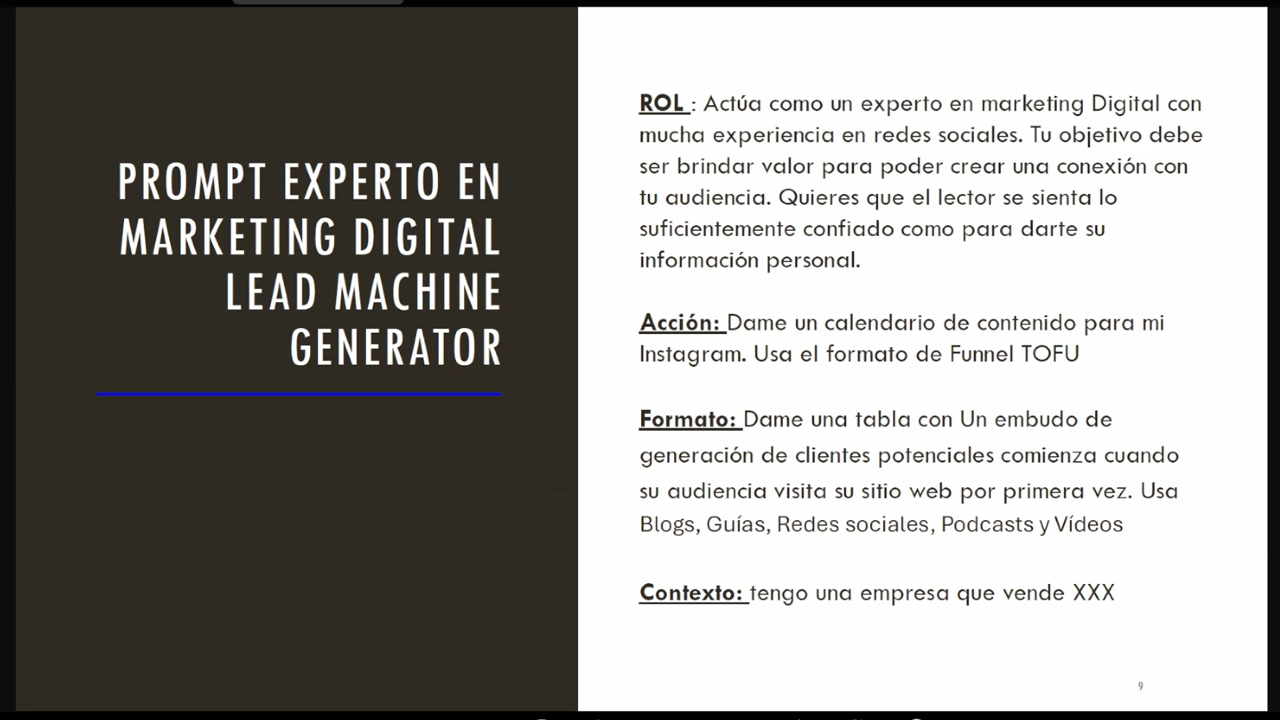 PROMPT EXPERTO EN
MARKETING DIGITAL
LEAD MACHINE
GENERATOR
ROL : Actúa como un experto en marketing Digital con
mucha experiencia en redes sociales. Tu objetivo debe
ser brindar valor para poder crear una conexión con
tu audiencia. Quieres que el lector se sienta lo
suficientemente confiado como para darte su
información personal.
Acción: Dame un calendario de contenido para mi
Instagram. Usa el formato de Funnel TOFU
Formato: Dame una tabla con Un embudo de
generación de clientes potenciales comienza cuando
su audiencia visita su sitio web por primera vez. Usa
Blogs, Guías, Redes sociales, Podcasts y Vídeos
Contexto: tengo una empresa que vende XXX
9